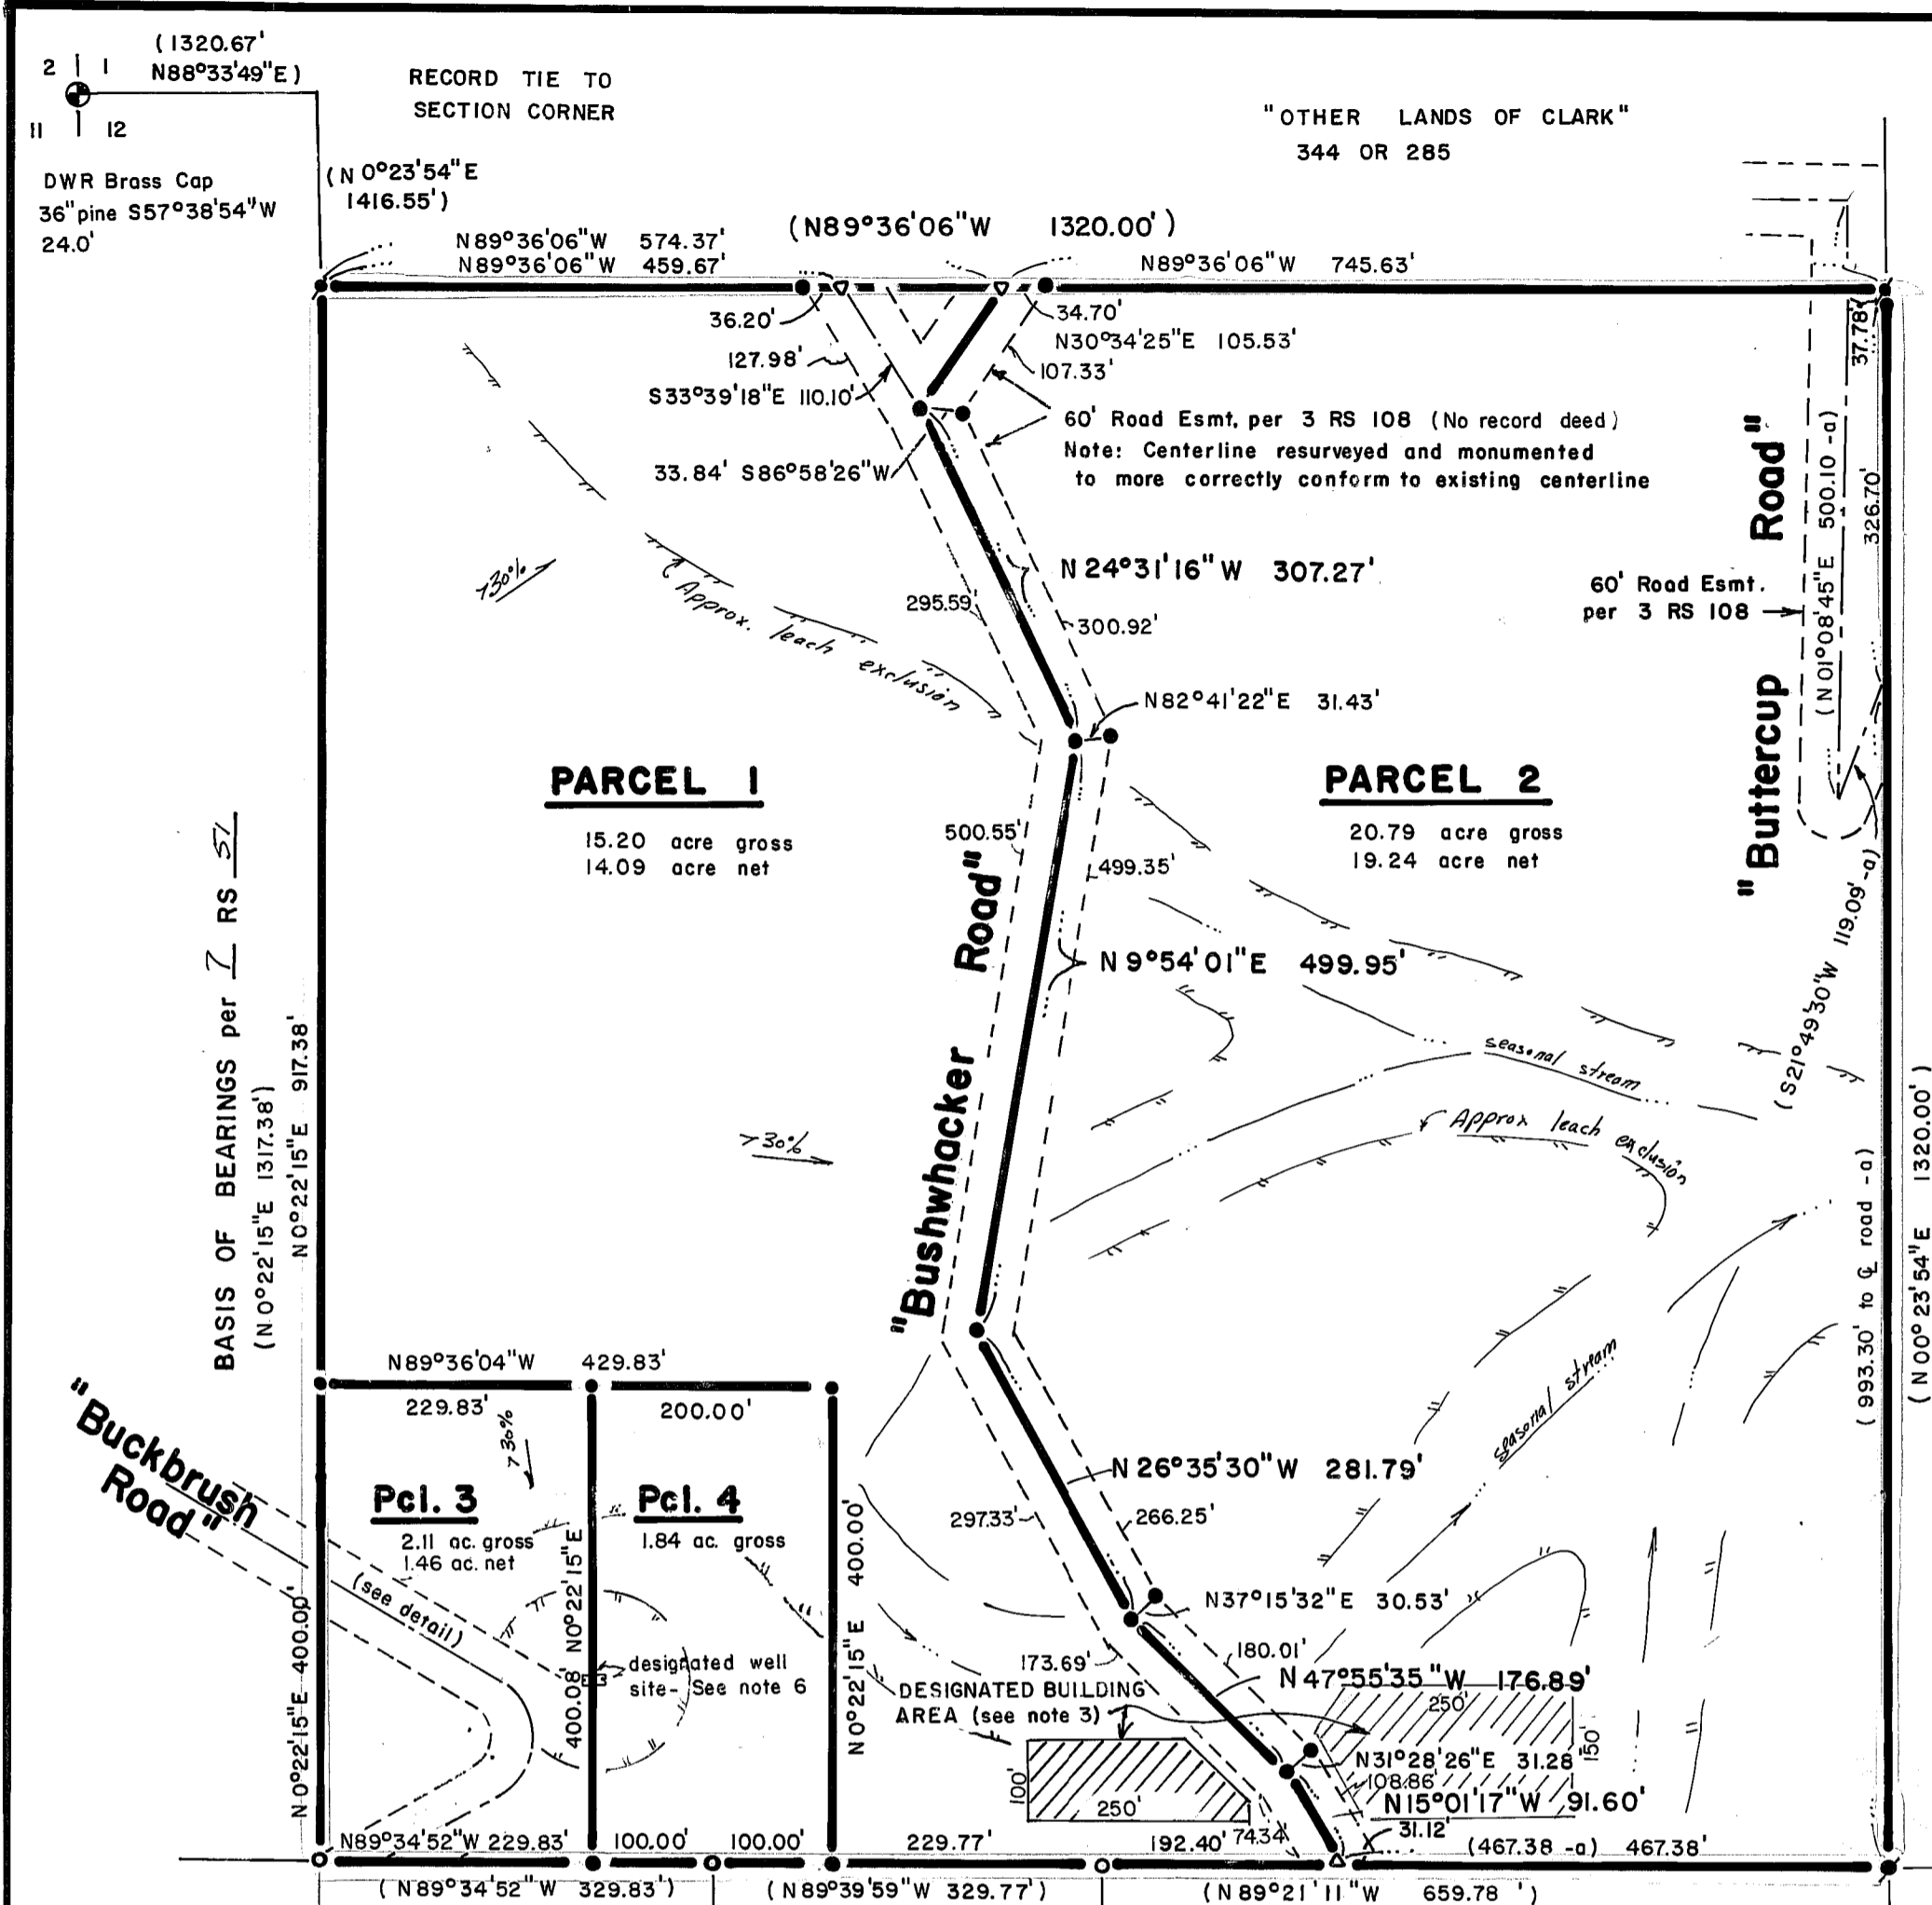 (1320.67'
N88°33'49"E)
2 | 1
11 | 12
RECORD TIE TO
SECTION CORNER
"OTHER LANDS OF CLARK"
344 OR 285
DWR Brass Cap
36" pine S57°38'54"W
24.0'
(N 0°23'54"E
1416.55')
N89°36'06"W 574.37'
N89°36'06"W 459.67'
(N89°36'06"W 1320.00')
N89°36'06"W 745.63'
36.20'
34.70'
37.78'
N30°34'25"E 105.53'
127.98'
107.33'
S33°39'18"E 110.10'
60' Road Esmt. per 3 RS 108 (No record deed)
Note: Centerline resurveyed and monumented
to more correctly conform to existing centerline
33.84' S86°58'26"W
"Buttercup Road"
(N01°08'45"E 500.10 -a)
326.70'
N 24°31'16"W 307.27'
60' Road Esmt.
per 3 RS 108
>30%
Approx. leach exclusion
295.59'
300.92'
N82°41'22"E 31.43'
PARCEL 1
15.20 acre gross
14.09 acre net
PARCEL 2
20.79 acre gross
19.24 acre net
500.55'
499.35'
"Bushwhacker Road"
N 9°54'01"E 499.95'
(S21°49'30"W 119.09' -a)
BASIS OF BEARINGS per 7 RS 51
(N 0°22'15"E 1317.38')
N0°22'15"E 917.38'
seasonal stream
Approx leach exclusion
>30%
(993.30' to ℄ road -a)
(N00°23'54"E 1320.00')
N89°36'04"W 429.83'
229.83'
200.00'
>30%
"Buckbrush
Road"
Pcl. 3
2.11 ac. gross
1.46 ac. net
Pcl. 4
1.84 ac. gross
(see detail)
N0°22'15"E 400.00'
400.08' N0°22'15"E
N0°22'15"E 400.00'
designated well
site- See note 6
N 26°35'30"W 281.79'
297.33'
266.25'
seasonal stream
N37°15'32"E 30.53'
173.69'
180.01'
N 47°55'35"W 176.89'
DESIGNATED BUILDING
AREA (see note 3)
250'
150'
N31°28'26"E 31.28'
108.86'
N15°01'17"W 91.60'
100'
250'
74.34'
31.12'
N89°34'52"W 229.83'
100.00'
100.00'
229.77'
192.40'
(467.38 -a) 467.38'
(N89°34'52"W 329.83')
(N89°39'59"W 329.77')
(N89°21'11"W 659.78')